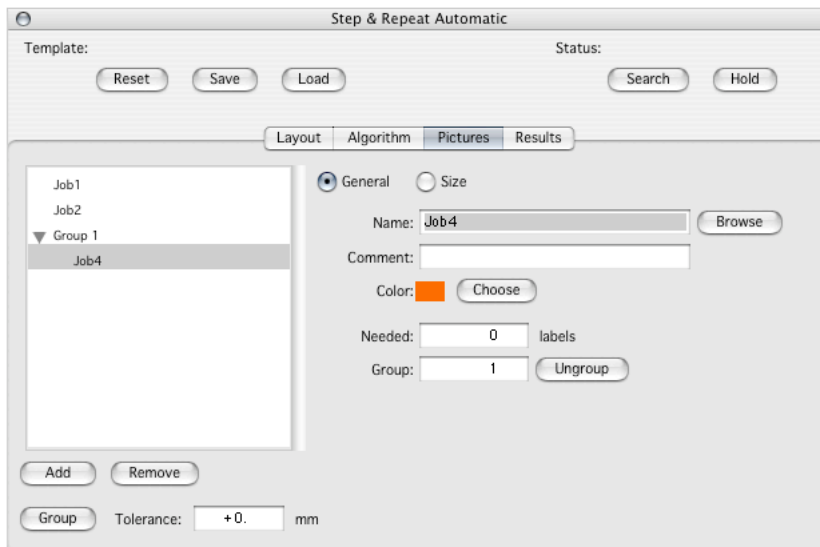 Step & Repeat Automatic
Template: Status:
Reset Save Load Search Hold
Layout Algorithm Pictures Results
Job1
Job2
Group 1
Job4
General Size
Name: Job4 Browse
Comment:
Color: Choose
Needed: 0 labels
Group: 1 Ungroup
Add Remove
Group Tolerance: +0. mm